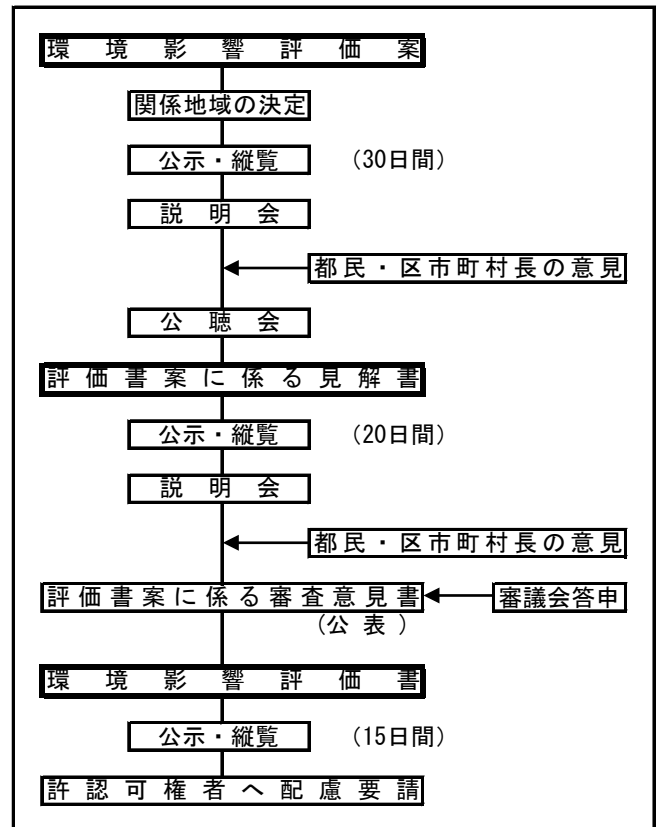 環境影響評価案
関係地域の決定
公示・縦覧 （30日間）
説明会
都民・区市町村長の意見
公聴会
評価書案に係る見解書
公示・縦覧 （20日間）
説明会
都民・区市町村長の意見
評価書案に係る審査意見書 審議会答申
（公表）
環境影響評価書
公示・縦覧 （15日間）
許認可権者へ配慮要請